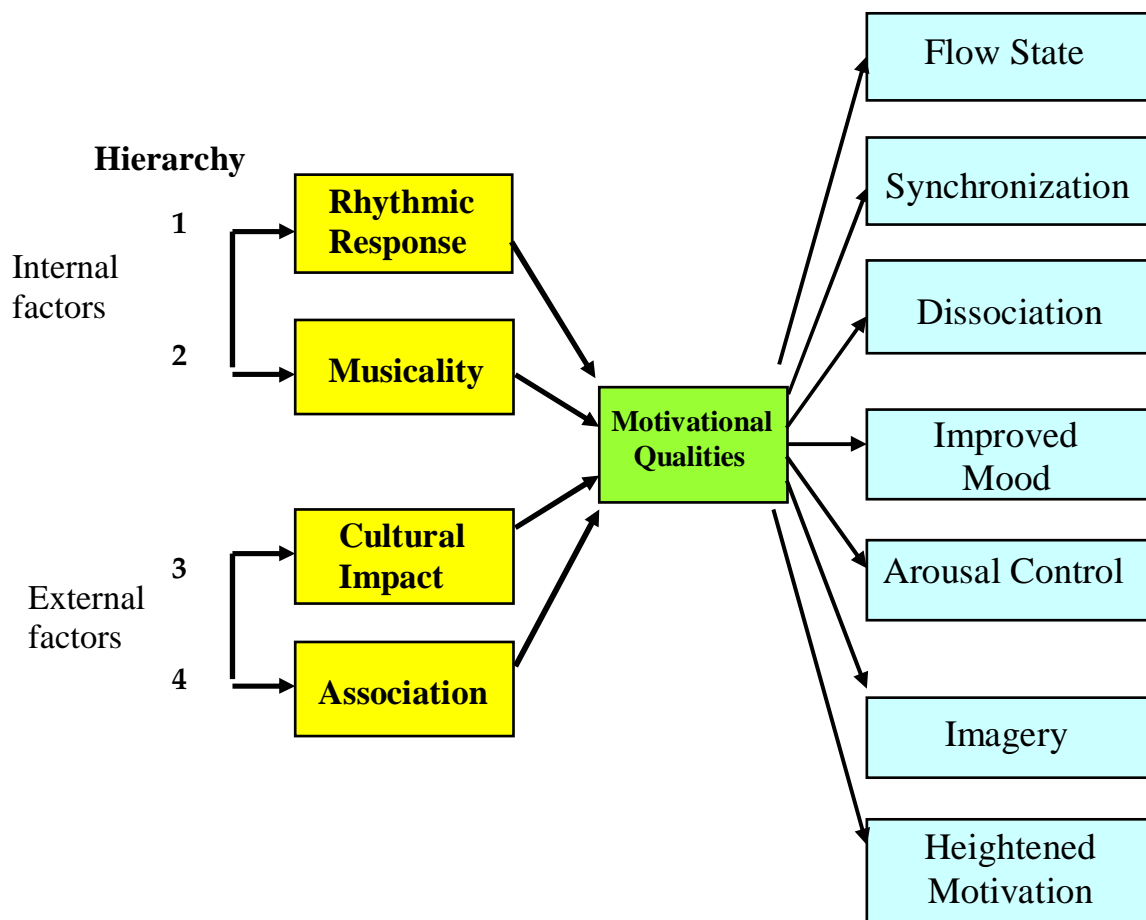 Hierarchy
1
Internal
factors
2
3
External
factors
4
Rhythmic
Response
Musicality
Cultural
Impact
Association
Motivational
Qualities
Flow State
Synchronization
Dissociation
Improved
Mood
Arousal Control
Imagery
Heightened
Motivation